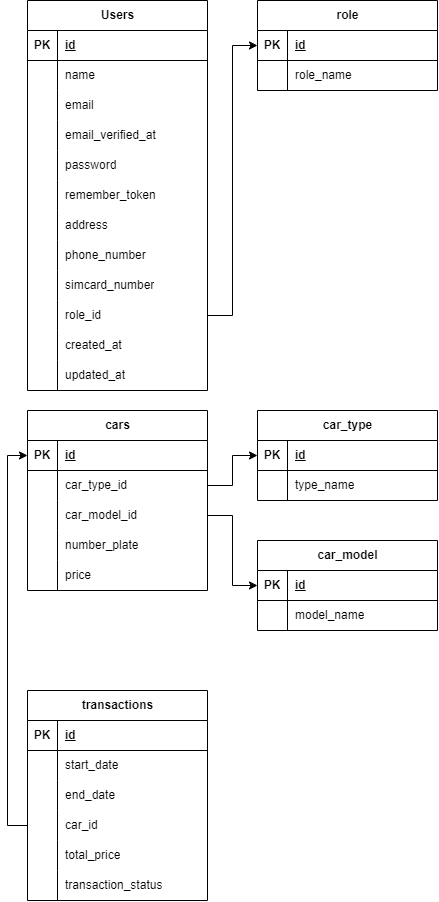 Users
PK id
name
email
email_verified_at
password
remember_token
address
phone_number
simcard_number
role_id
created_at
updated_at
role
PK id
role_name
cars
PK id
car_type_id
car_model_id
number_plate
price
car_type
PK id
type_name
car_model
PK id
model_name
transactions
PK id
start_date
end_date
car_id
total_price
transaction_status